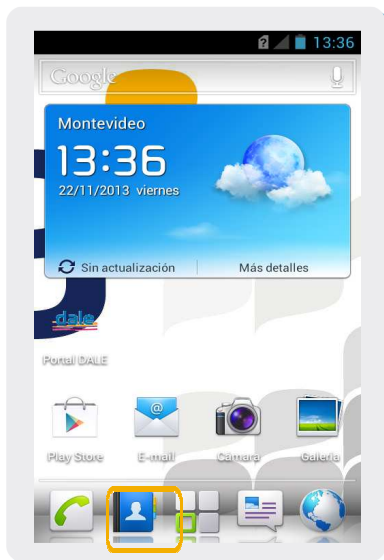 13:36
Google
Montevideo
13:36
22/11/2013 viernes
Sin actualización
Más detalles
dale
Portal DALE
@
Play Store
E-mail
Cámara
Galería